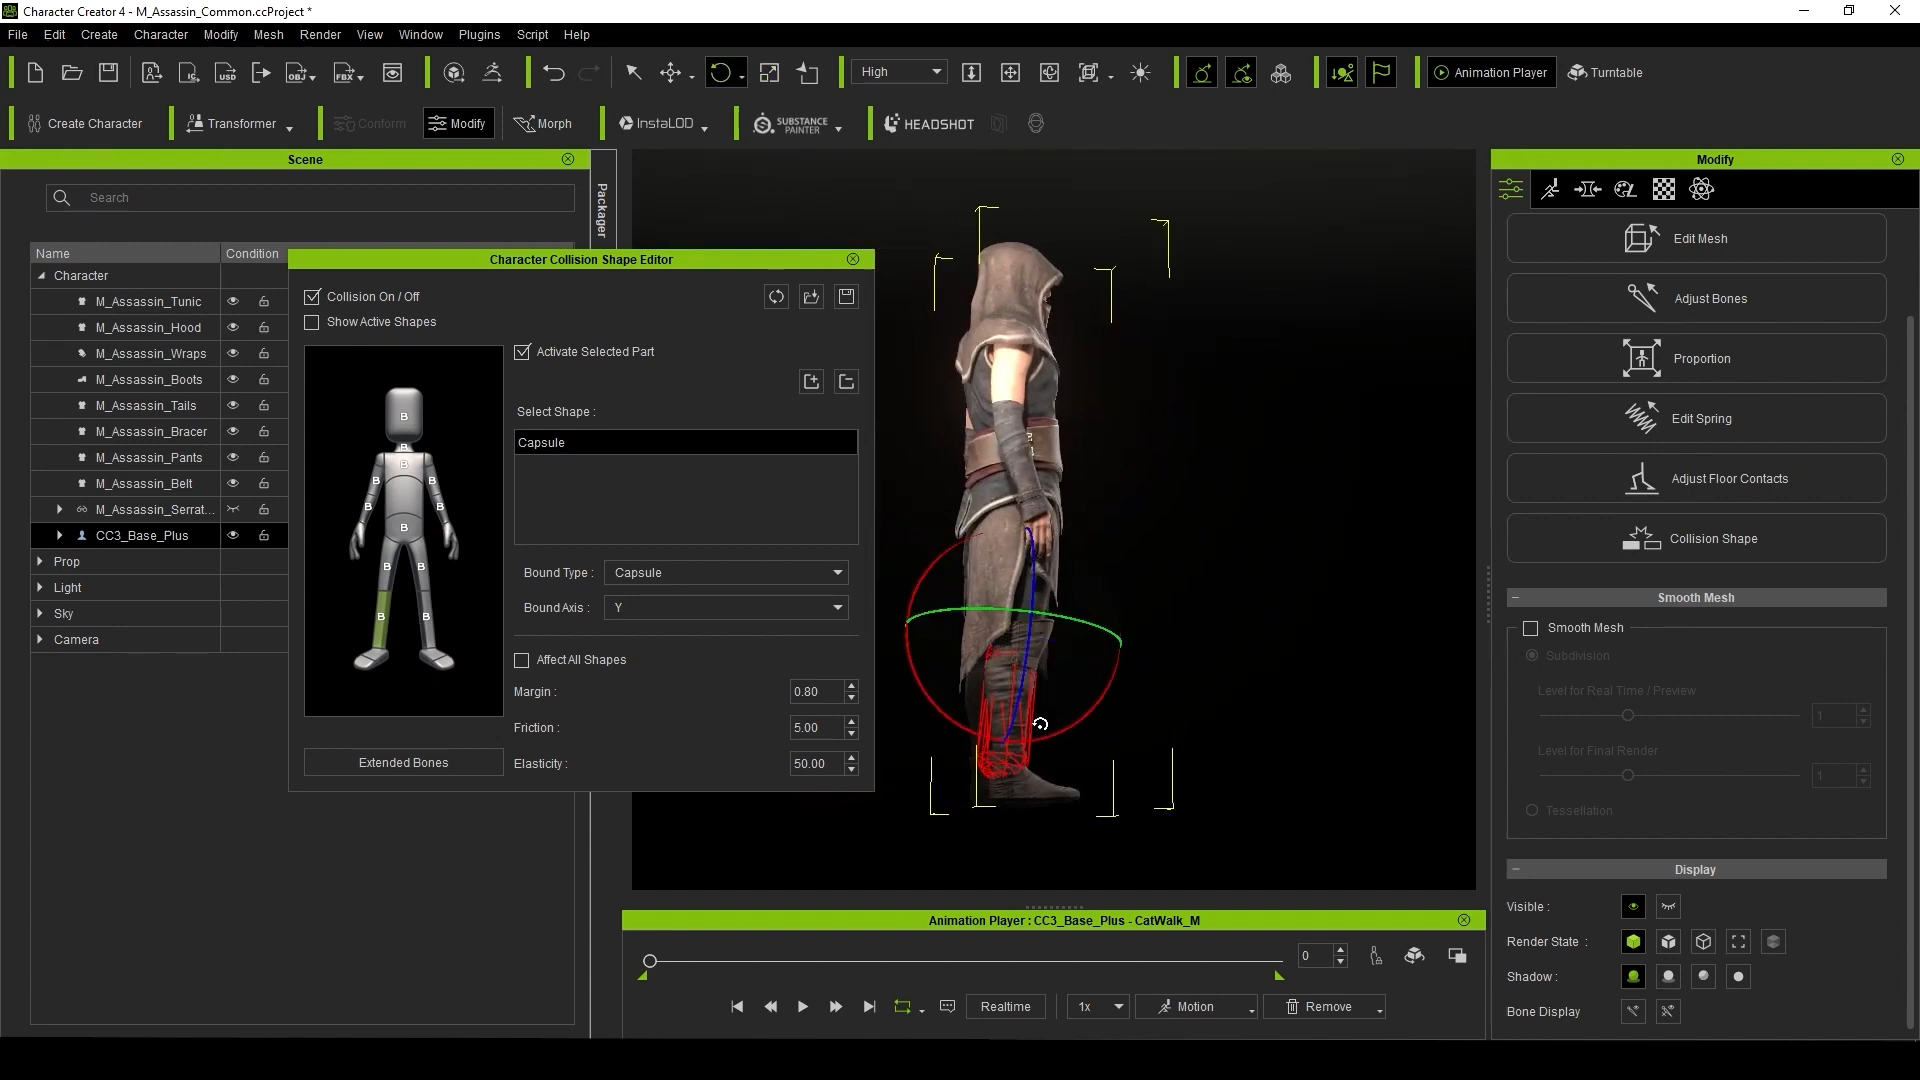 Character Creator 4 - M_Assassin_Common.ccProject *
File Edit Create Character Modify Mesh Render View Window Plugins Script Help
IC USD OBJ FBX High Animation Player Turntable
Create Character Transformer Conform Modify Morph InstaLOD SUBSTANCE PAINTER HEADSHOT
Scene
Search
Name Condition
Character
M_Assassin_Tunic
M_Assassin_Hood
M_Assassin_Wraps
M_Assassin_Boots
M_Assassin_Tails
M_Assassin_Bracer
M_Assassin_Pants
M_Assassin_Belt
M_Assassin_Serrat...
CC3_Base_Plus
Prop
Light
Sky
Camera
Packager
Character Collision Shape Editor
Collision On / Off
Show Active Shapes
Activate Selected Part
Select Shape :
Capsule
Bound Type : Capsule
Bound Axis : Y
Affect All Shapes
Margin : 0.80
Friction : 5.00
Elasticity : 50.00
B
B
B
B B
B B
B
B B
B B
Extended Bones
Animation Player : CC3_Base_Plus - CatWalk_M
0
Realtime 1x Motion Remove
Modify
Edit Mesh
Adjust Bones
Proportion
Edit Spring
Adjust Floor Contacts
Collision Shape
Smooth Mesh
Smooth Mesh
Subdivision
Level for Real Time / Preview
1
Level for Final Render
1
Tessellation
Display
Visible :
Render State :
Shadow :
Bone Display